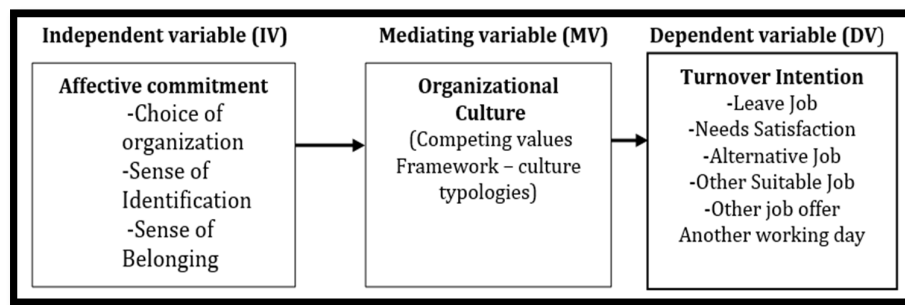 Independent variable (IV)
Mediating variable (MV)
Dependent variable (DV)
Affective commitment
-Choice of
organization
-Sense of
Identification
-Sense of
Belonging
Organizational
Culture
(Competing values
Framework – culture
typologies)
Turnover Intention
-Leave Job
-Needs Satisfaction
-Alternative Job
-Other Suitable Job
-Other job offer
Another working day